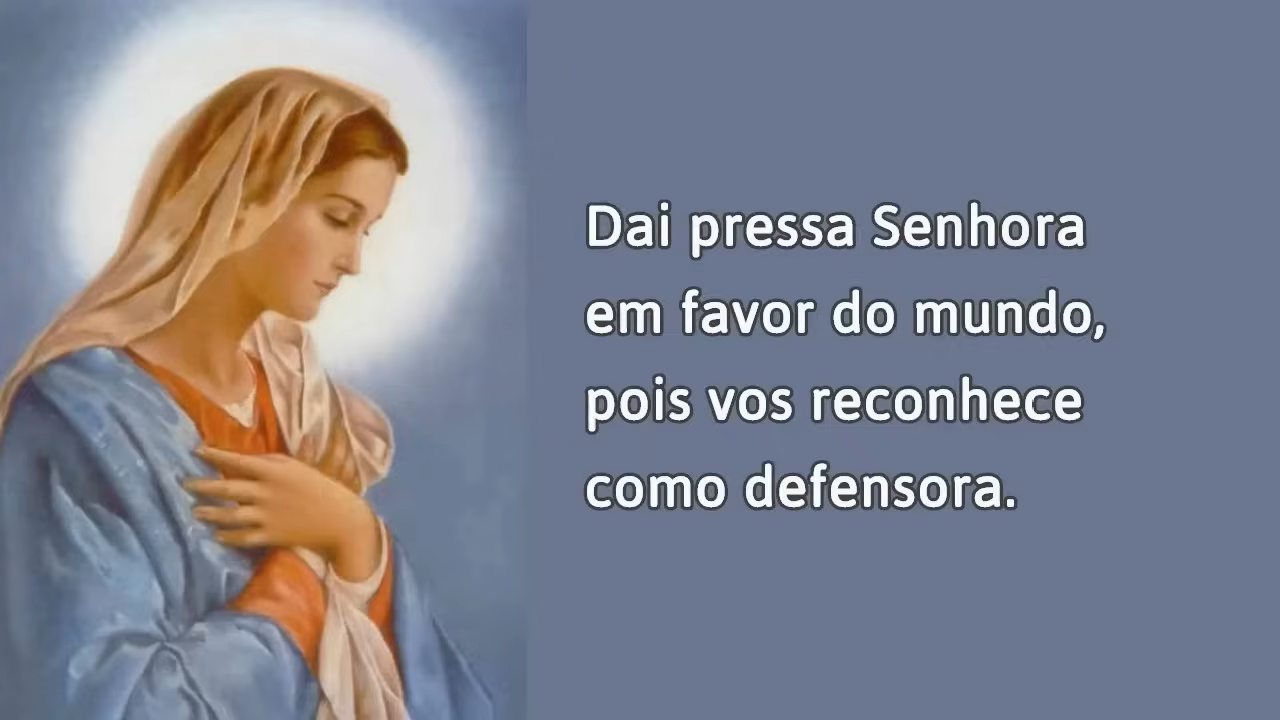 Dai pressa Senhora
em favor do mundo,
pois vos reconhece
como defensora.